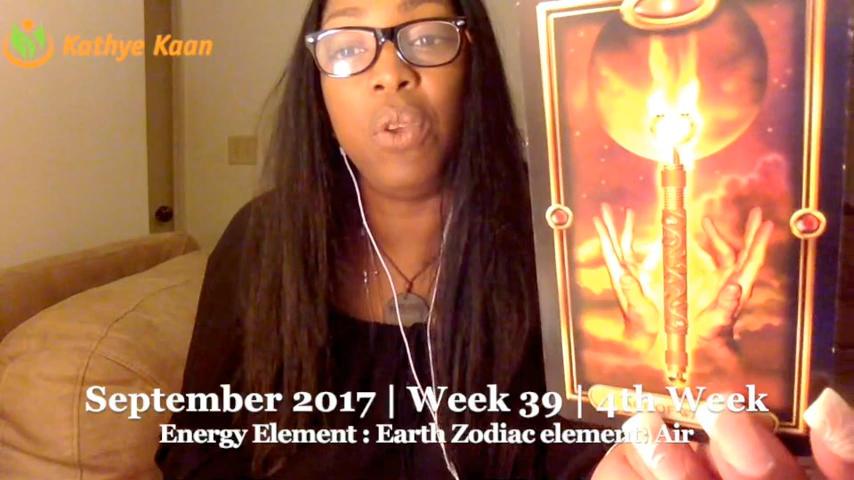 Kathye Kaan
September 2017 | Week 39 | 4th Week
Energy Element : Earth Zodiac element: Air